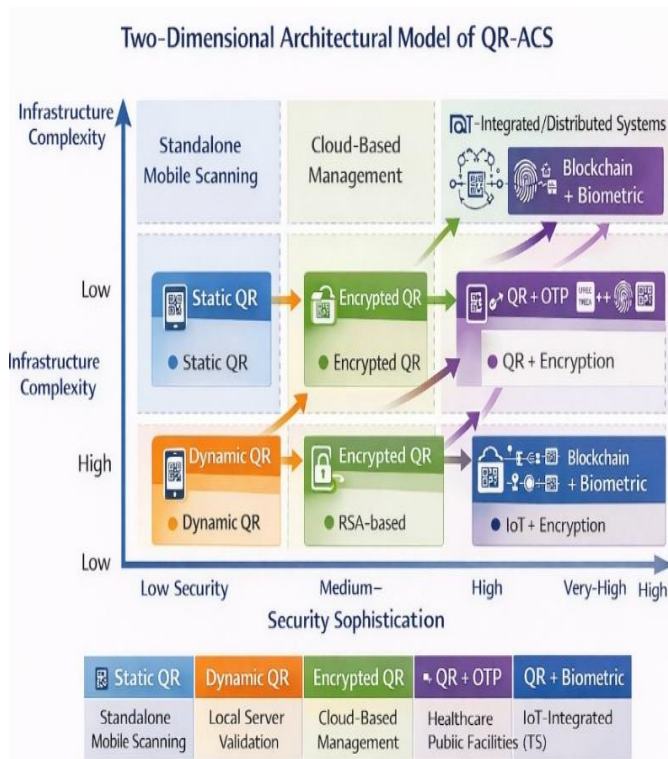 Two-Dimensional Architectural Model of QR-ACS
Infrastructure
Complexity
Standalone
Mobile Scanning
Cloud-Based
Management
-Integrated/Distributed Systems
Blockchain
+ Biometric
Low
Static QR
Static QR
Encrypted QR
Encrypted QR
QR + OTP
++
QR + Encryption
Infrastructure
Complexity
High
Dynamic QR
Dynamic QR
Encrypted QR
RSA-based
Blockchain
+ Biometric
IoT + Encryption
Low
Low Security
Medium–
High
Very-High
High
Security Sophistication
Static QR
Dynamic QR
Encrypted QR
QR + OTP
QR + Biometric
Standalone
Mobile Scanning
Local Server
Validation
Cloud-Based
Management
Healthcare
Public Facilities
IoT-Integrated
(TS)